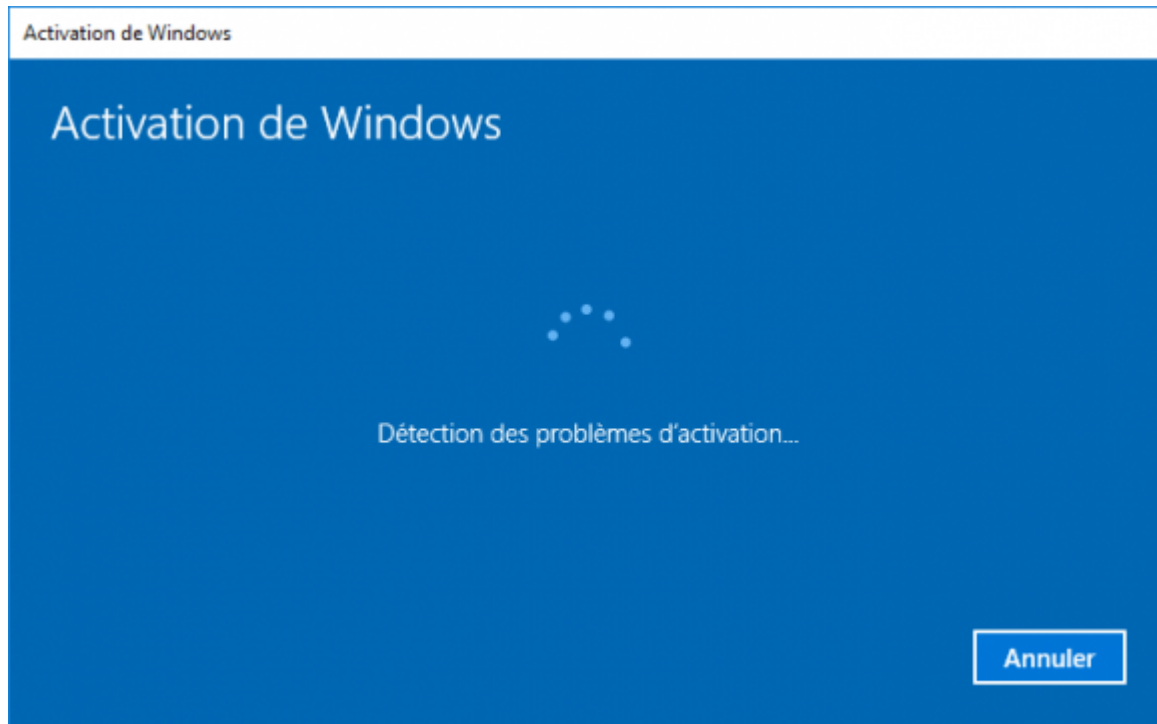 Activation de Windows
Activation de Windows
Détection des problèmes d'activation...
Annuler